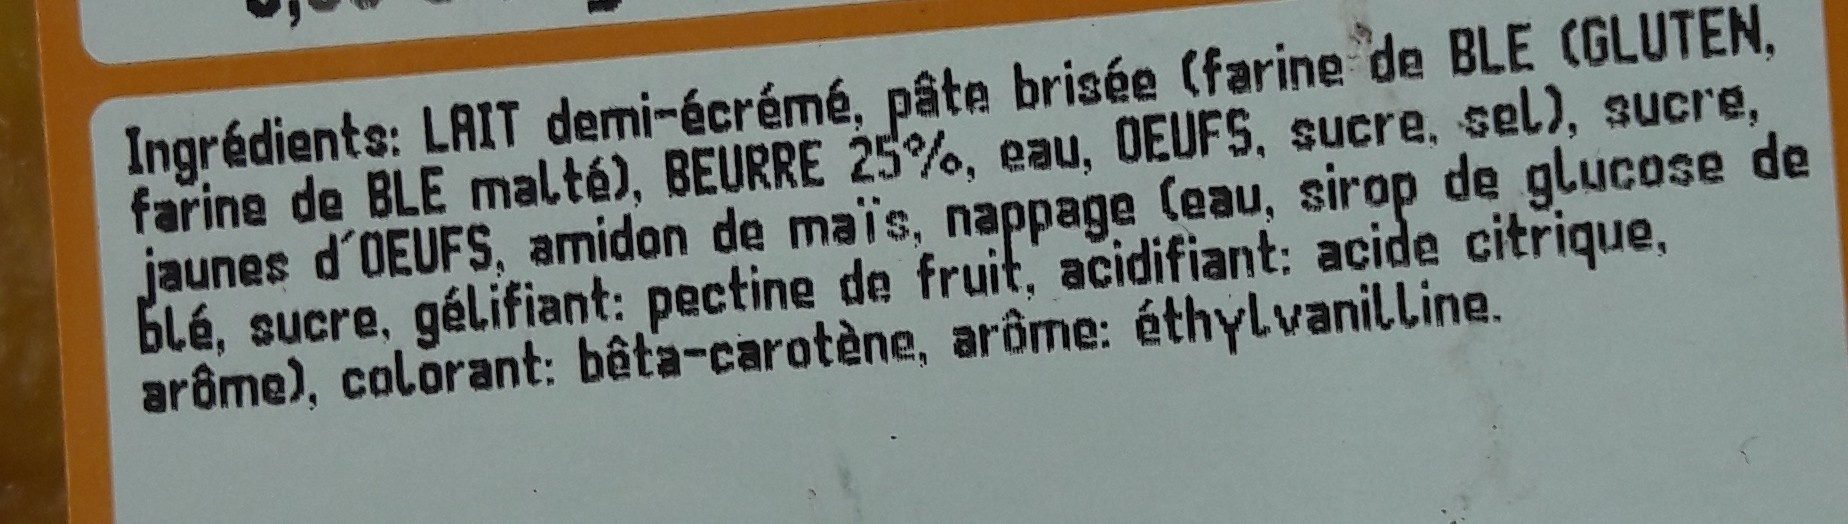 Ingrédients: LAIT demi-écrémé, pâte brisée (farine de BLE (GLUTEN,
farine de BLE malté), BEURRE 25%, eau, OEUFS, sucre, sel), sucre,
jaunes d'OEUFS, amidon de maïs, nappage (eau, sirop de glucose de
blé, sucre, gélifiant: pectine de fruit, acidifiant: acide citrique,
arôme), colorant: bêta-carotène, arôme: éthylvanilline.